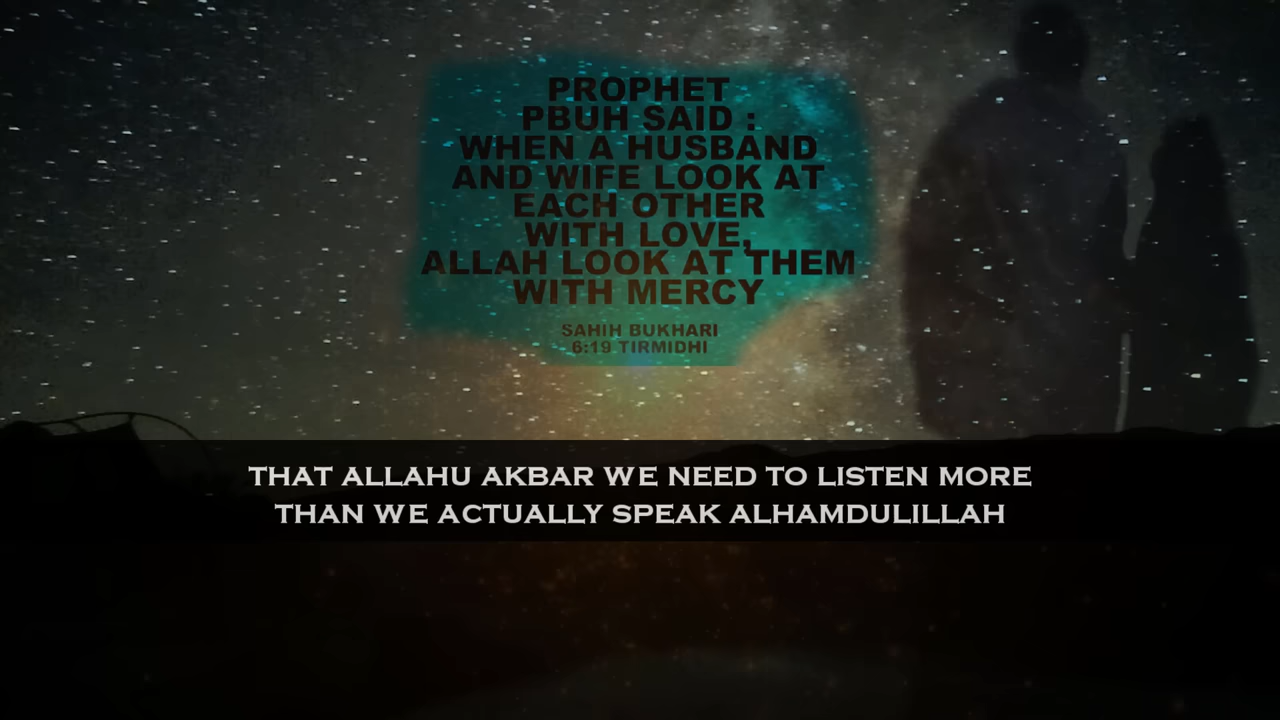 PROPHET
PBUH SAID :
WHEN A HUSBAND
AND WIFE LOOK AT
EACH OTHER
WITH LOVE,
ALLAH LOOK AT THEM
WITH MERCY
SAHIH BUKHARI
6:19 TIRMIDHI
THAT ALLAHU AKBAR WE NEED TO LISTEN MORE
THAN WE ACTUALLY SPEAK ALHAMDULILLAH